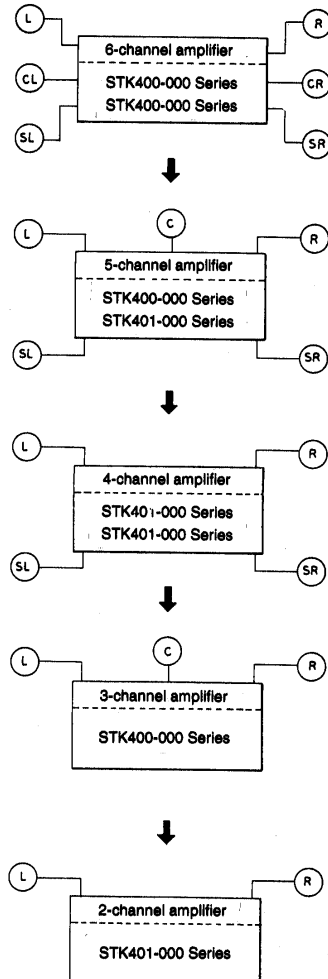 L
R
6-channel amplifier
CL
STK400-000 Series
CR
STK400-000 Series
SL
SR
C
L
R
5-channel amplifier
STK400-000 Series
STK401-000 Series
SL
SR
L
R
4-channel amplifier
STK401-000 Series
STK401-000 Series
SL
SR
C
L
R
3-channel amplifier
STK400-000 Series
L
R
2-channel amplifier
STK401-000 Series